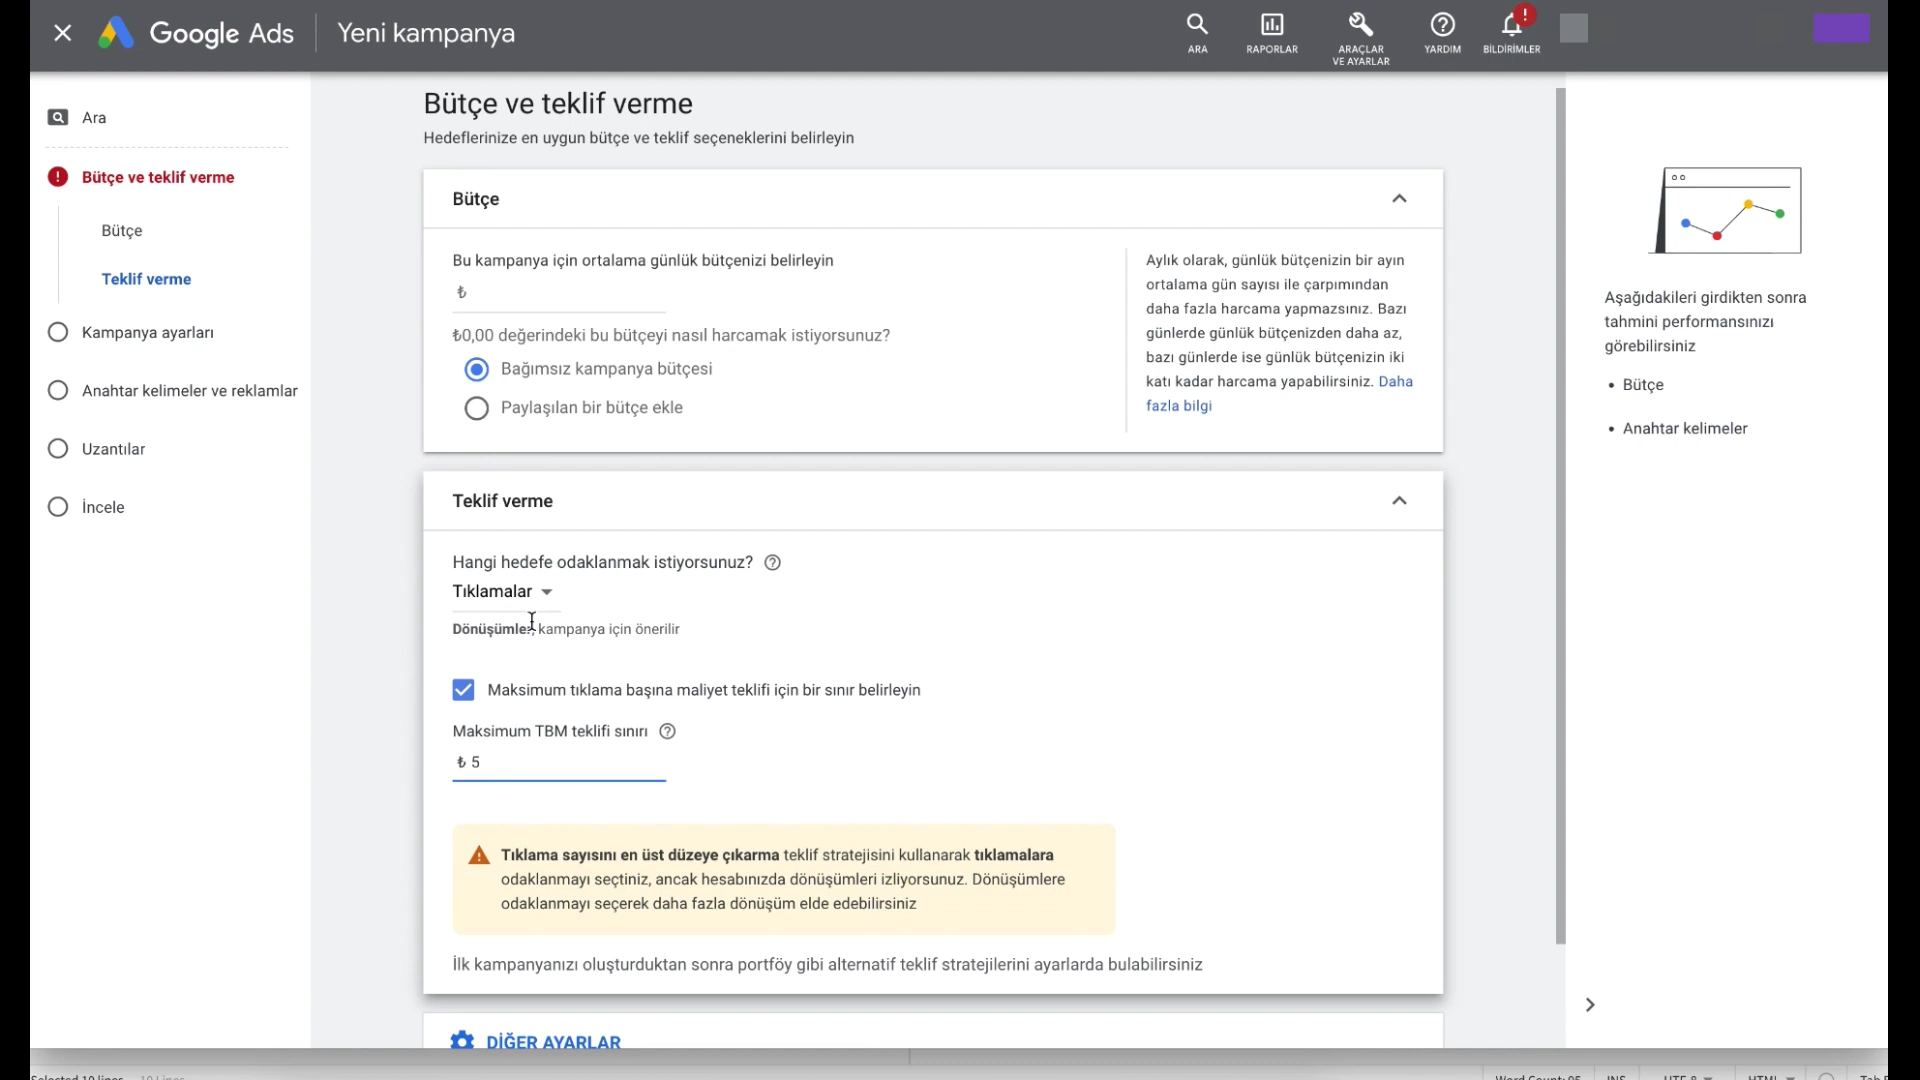 Google Ads
Yeni kampanya
ARA
RAPORLAR
ARAÇLAR
VE AYARLAR
YARDIM
BİLDİRİMLER
Ara
Bütçe ve teklif verme
Bütçe
Teklif verme
Kampanya ayarları
Anahtar kelimeler ve reklamlar
Uzantılar
İncele
Bütçe ve teklif verme
Hedeflerinize en uygun bütçe ve teklif seçeneklerini belirleyin
Bütçe
Bu kampanya için ortalama günlük bütçenizi belirleyin
₺
₺0,00 değerindeki bu bütçeyi nasıl harcamak istiyorsunuz?
Bağımsız kampanya bütçesi
Paylaşılan bir bütçe ekle
Aylık olarak, günlük bütçenizin bir ayın
ortalama gün sayısı ile çarpımından
daha fazla harcama yapmazsınız. Bazı
günlerde günlük bütçenizden daha az,
bazı günlerde ise günlük bütçenizin iki
katı kadar harcama yapabilirsiniz. Daha
fazla bilgi
Teklif verme
Hangi hedefe odaklanmak istiyorsunuz?
Tıklamalar
kampanya için önerilir
Maksimum tıklama başına maliyet teklifi için bir sınır belirleyin
Maksimum TBM teklifi sınırı
₺ 5
Tıklama sayısını en üst düzeye çıkarma teklif stratejisini kullanarak tıklamalara
odaklanmayı seçtiniz, ancak hesabınızda dönüşümleri izliyorsunuz. Dönüşümlere
odaklanmayı seçerek daha fazla dönüşüm elde edebilirsiniz
İlk kampanyanızı oluşturduktan sonra portföy gibi alternatif teklif stratejilerini ayarlarda bulabilirsiniz
DİĞER AYARLAR
Aşağıdakileri girdikten sonra
tahmini performansınızı
görebilirsiniz
• Bütçe
• Anahtar kelimeler